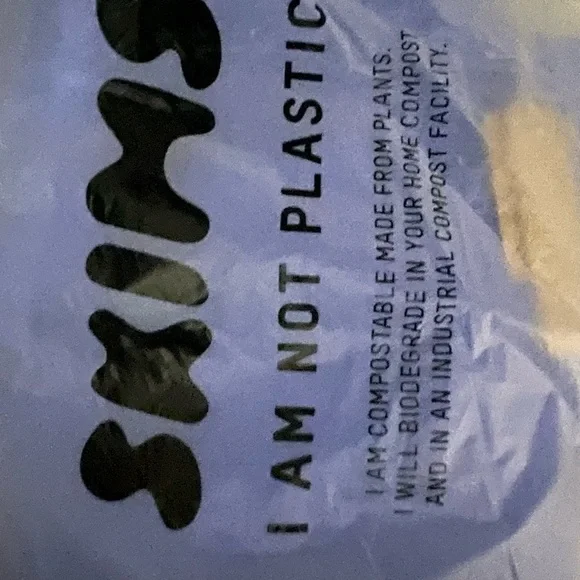 SKIMS
I AM NOT PLASTIC
I AM COMPOSTABLE MADE FROM PLANTS.
I WILL BIODEGRADE IN YOUR HOME COMPOST
AND IN AN INDUSTRIAL COMPOST FACILITY.